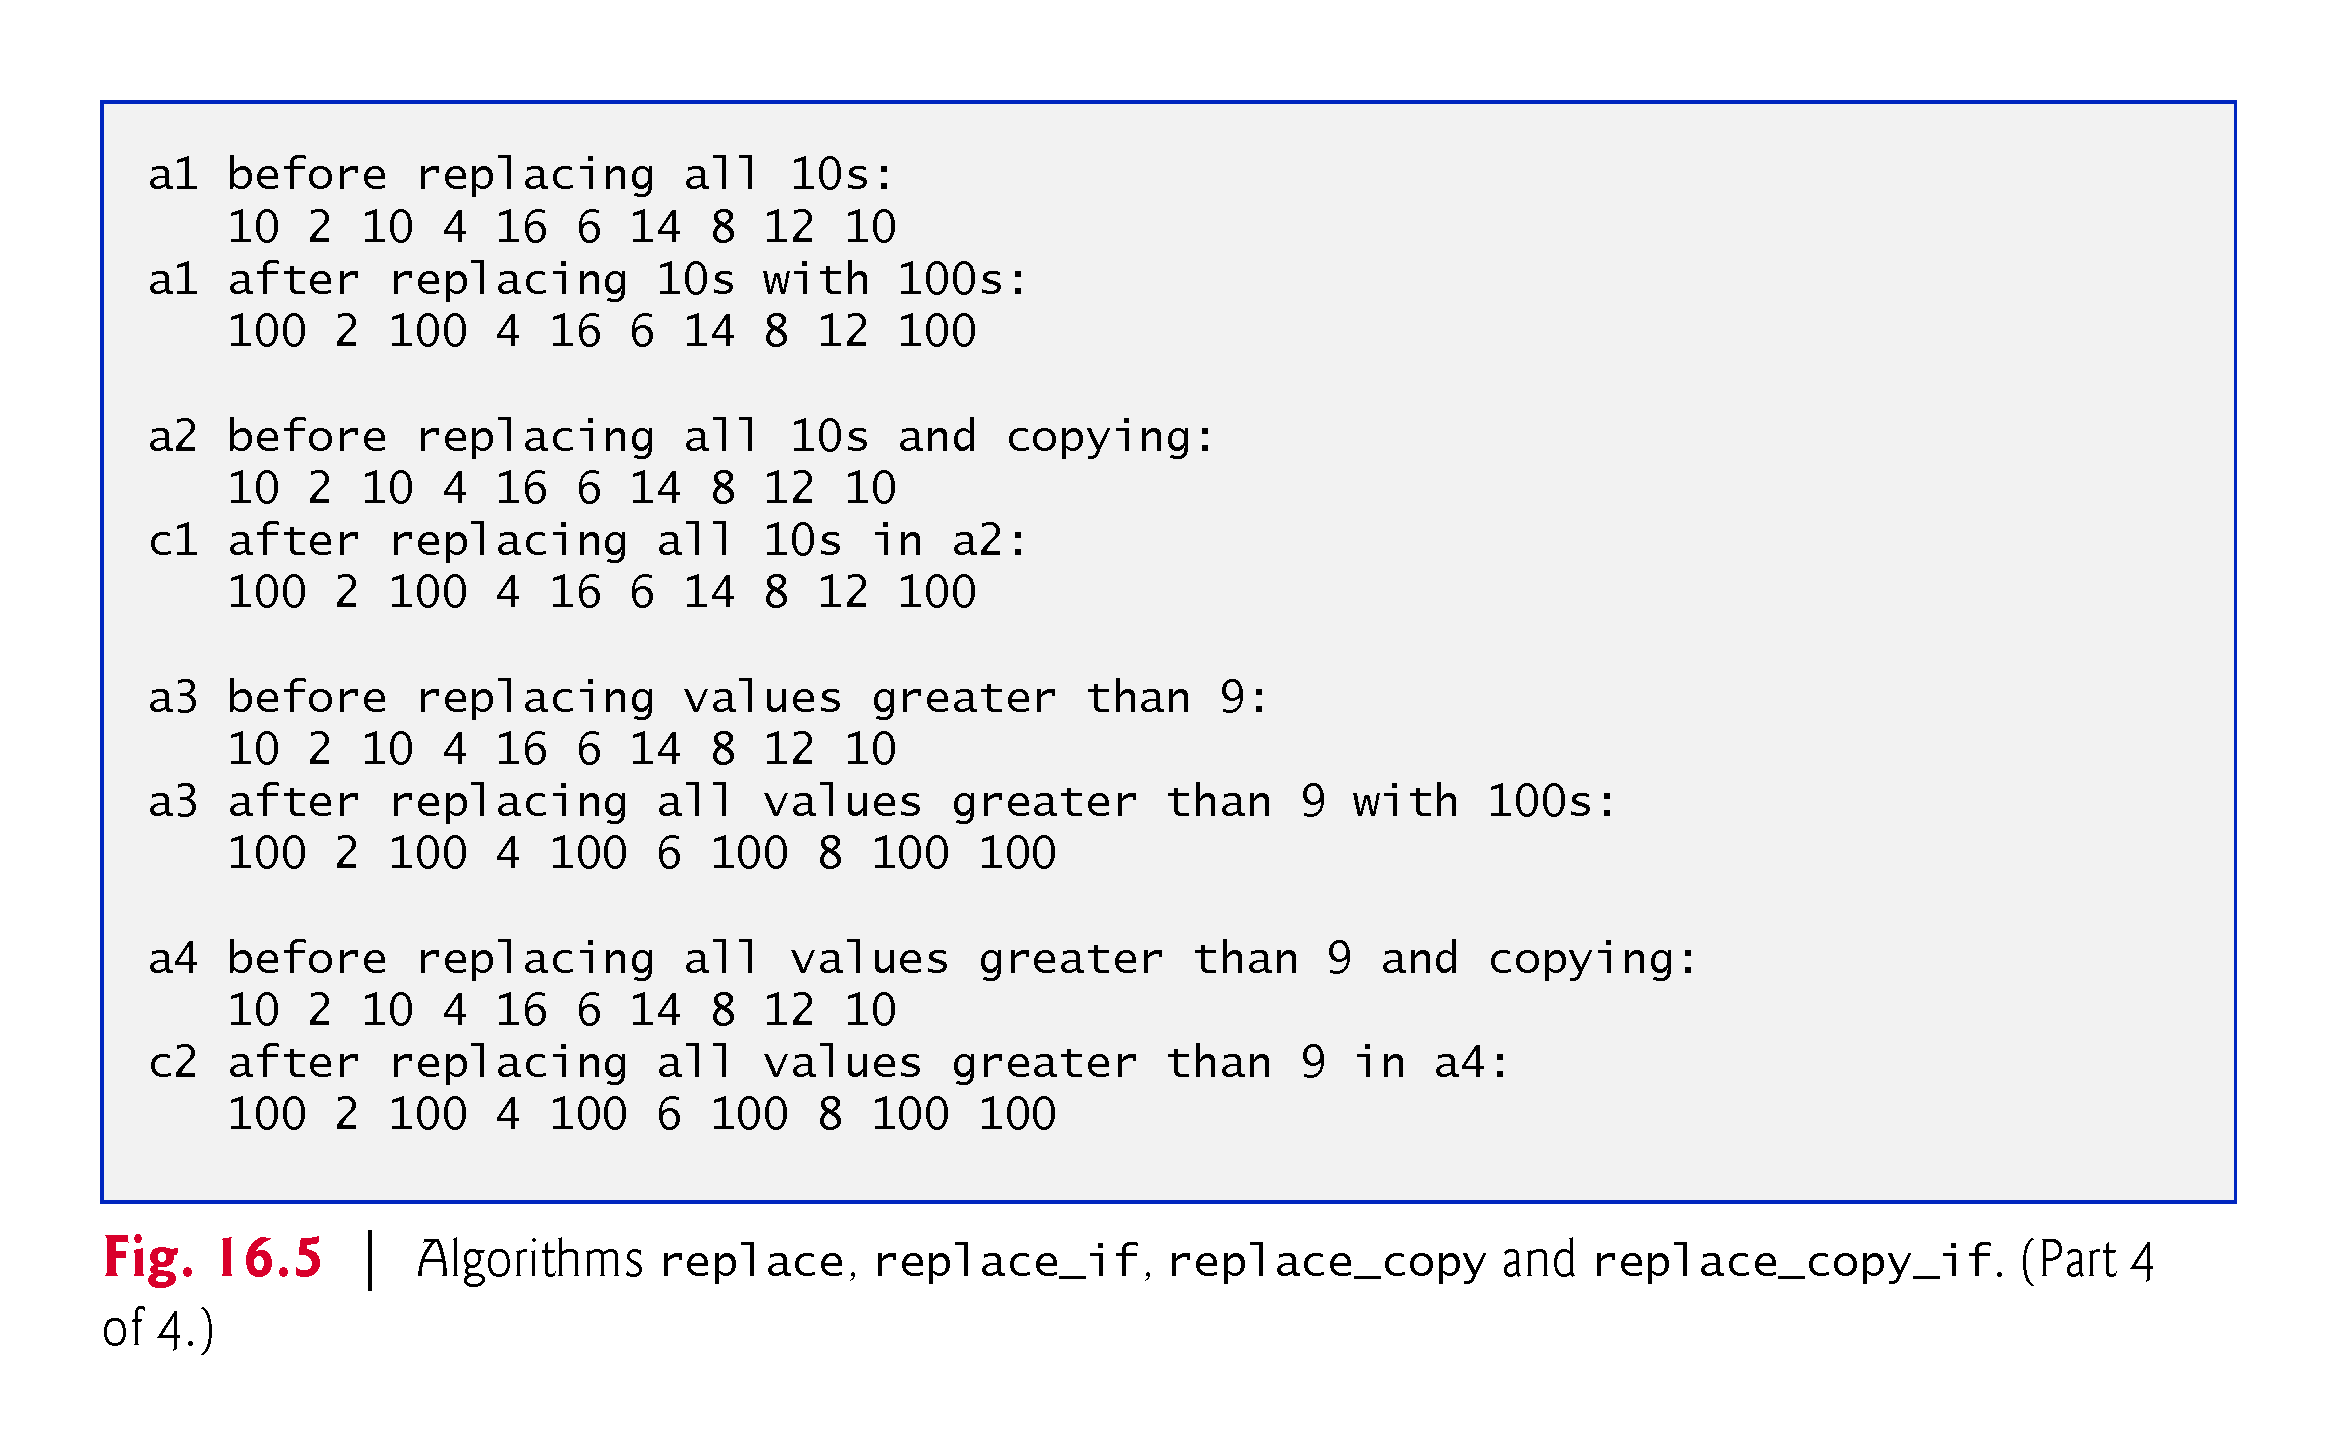 a1 before replacing all 10s:
   10 2 10 4 16 6 14 8 12 10
a1 after replacing 10s with 100s:
   100 2 100 4 16 6 14 8 12 100

a2 before replacing all 10s and copying:
   10 2 10 4 16 6 14 8 12 10
c1 after replacing all 10s in a2:
   100 2 100 4 16 6 14 8 12 100

a3 before replacing values greater than 9:
   10 2 10 4 16 6 14 8 12 10
a3 after replacing all values greater than 9 with 100s:
   100 2 100 4 100 6 100 8 100 100

a4 before replacing all values greater than 9 and copying:
   10 2 10 4 16 6 14 8 12 10
c2 after replacing all values greater than 9 in a4:
   100 2 100 4 100 6 100 8 100 100

Fig. 16.5 | Algorithms replace, replace_if, replace_copy and replace_copy_if. (Part 4
of 4.)